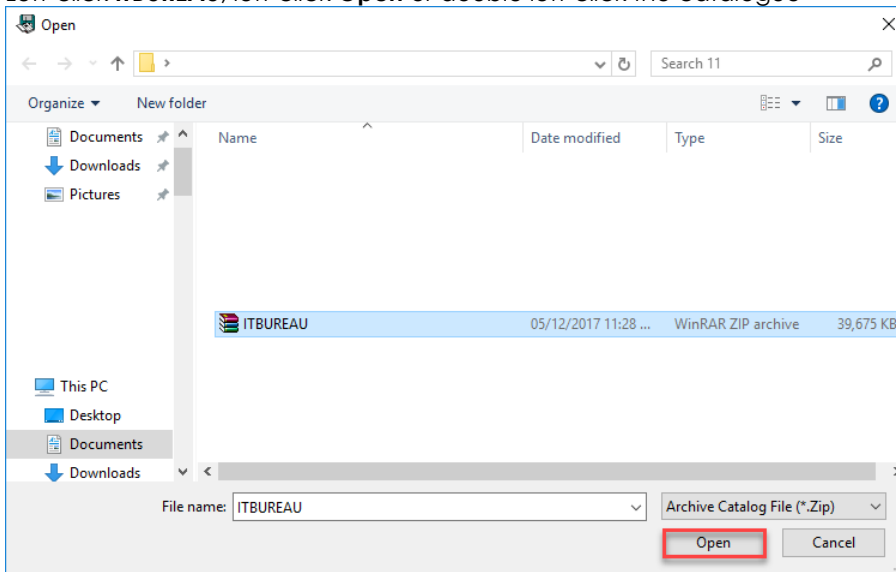 Open
Search 11
Organize New folder
Documents
Downloads
Pictures
Name Date modified Type Size
ITBUREAU 05/12/2017 11:28 ... WinRAR ZIP archive 39,675 KB
This PC
Desktop
Documents
Downloads
File name: ITBUREAU Archive Catalog File (*.Zip)
Open Cancel